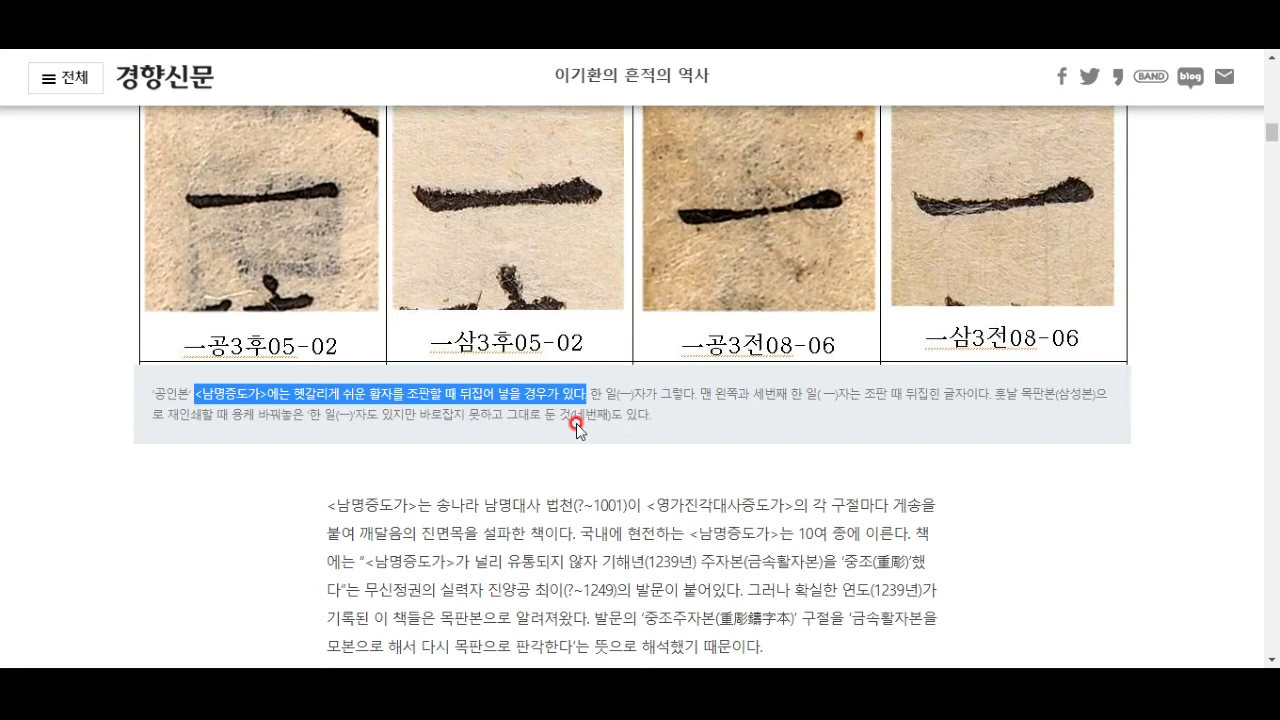 전체
경향신문
이기환의 흔적의 역사
BAND
blog
一공3후05-02
一삼3후05-02
一공3전08-06
一삼3전08-06
'공인본' <남명증도가>에는 헷갈리게 쉬운 활자를 조판할 때 뒤집어 넣을 경우가 있다. 한 일(一)자가 그렇다. 맨 왼쪽과 세번째 한 일( 一)자는 조판 때 뒤집힌 글자이다. 훗날 목판본(삼성본)으
로 재인쇄할 때 용케 바꿔놓은 '한 일(一)'자도 있지만 바로잡지 못하고 그대로 둔 것(네번째)도 있다.
<남명증도가>는 송나라 남명대사 법천(?~1001)이 <영가진각대사증도가>의 각 구절마다 게송을
붙여 깨달음의 진면목을 설파한 책이다. 국내에 현전하는 <남명증도가>는 10여 종에 이른다. 책
에는 “<남명증도가>가 널리 유통되지 않자 기해년(1239년) 주자본(금속활자본)을 ‘중조(重彫)’했
다”는 무신정권의 실력자 진양공 최이(?~1249)의 발문이 붙어있다. 그러나 확실한 연도(1239년)가
기록된 이 책들은 목판본으로 알려져왔다. 발문의 ‘중조주자본(重彫鑄字本)’ 구절을 ‘금속활자본을
모본으로 해서 다시 목판으로 판각한다’는 뜻으로 해석했기 때문이다.